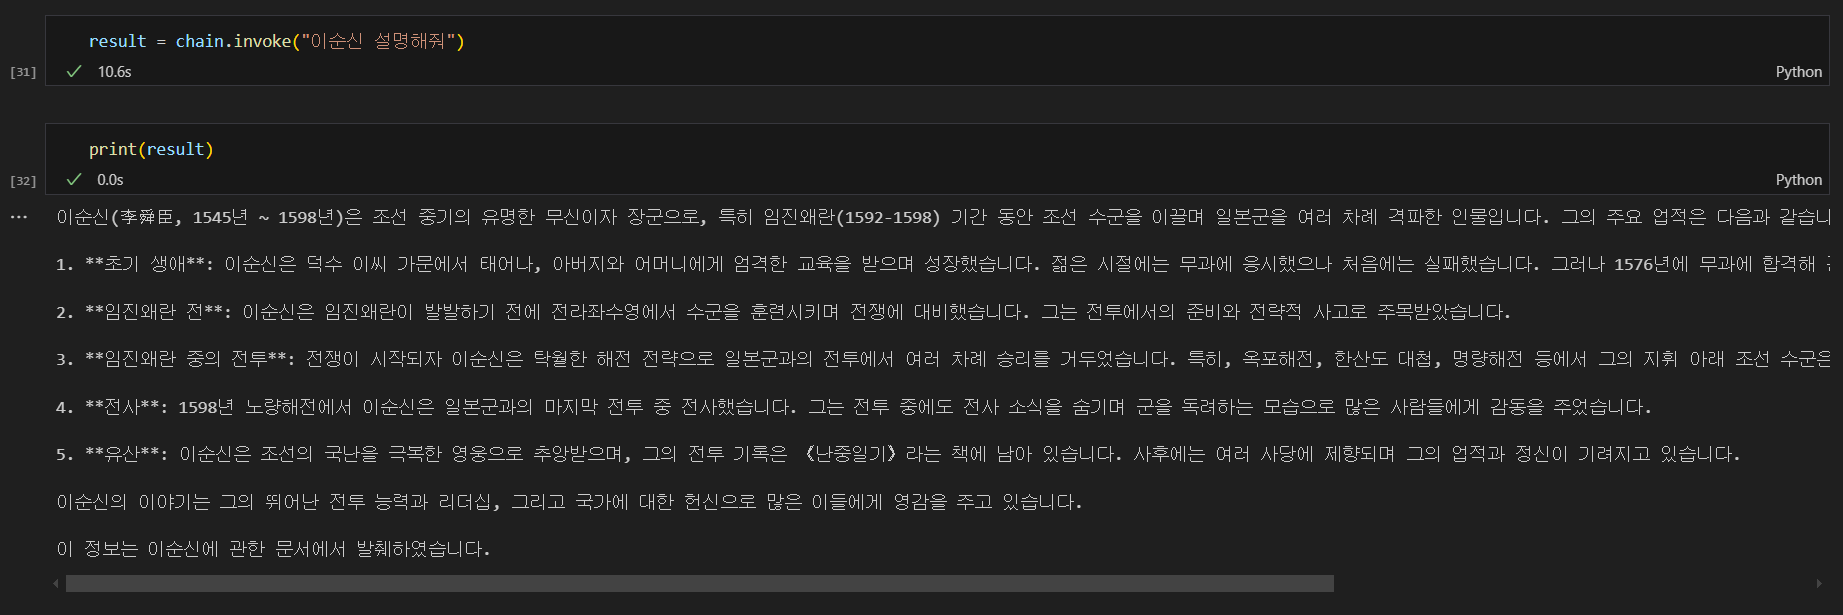 result = chain.invoke("이순신 설명해줘")
[31] 10.6s Python
print(result)
[32] 0.0s Python
... 이순신(李舜臣, 1545년 ~ 1598년)은 조선 중기의 유명한 무신이자 장군으로, 특히 임진왜란(1592-1598) 기간 동안 조선 수군을 이끌며 일본군을 여러 차례 격파한 인물입니다. 그의 주요 업적은 다음과 같습니
1. **초기 생애**: 이순신은 덕수 이씨 가문에서 태어나, 아버지와 어머니에게 엄격한 교육을 받으며 성장했습니다. 젊은 시절에는 무과에 응시했으나 처음에는 실패했습니다. 그러나 1576년에 무과에 합격해
2. **임진왜란 전**: 이순신은 임진왜란이 발발하기 전에 전라좌수영에서 수군을 훈련시키며 전쟁에 대비했습니다. 그는 전투에서의 준비와 전략적 사고로 주목받았습니다.
3. **임진왜란 중의 전투**: 전쟁이 시작되자 이순신은 탁월한 해전 전략으로 일본군과의 전투에서 여러 차례 승리를 거두었습니다. 특히, 옥포해전, 한산도 대첩, 명량해전 등에서 그의 지휘 아래 조선 수군은
4. **전사**: 1598년 노량해전에서 이순신은 일본군과의 마지막 전투 중 전사했습니다. 그는 전투 중에도 전사 소식을 숨기며 군을 독려하는 모습으로 많은 사람들에게 감동을 주었습니다.
5. **유산**: 이순신은 조선의 국난을 극복한 영웅으로 추앙받으며, 그의 전투 기록은 《난중일기》라는 책에 남아 있습니다. 사후에는 여러 사당에 제향되며 그의 업적과 정신이 기려지고 있습니다.
이순신의 이야기는 그의 뛰어난 전투 능력과 리더십, 그리고 국가에 대한 헌신으로 많은 이들에게 영감을 주고 있습니다.
이 정보는 이순신에 관한 문서에서 발췌하였습니다.